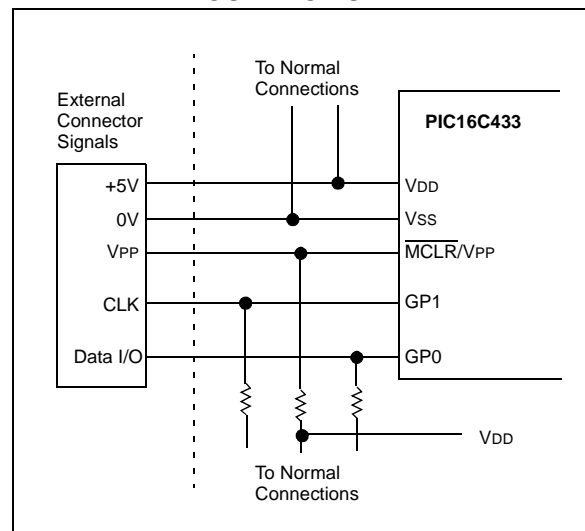 To Normal
Connections
External
Connector
Signals
PIC16C433
+5V
VDD
0V
VSS
VPP
MCLR/VPP
CLK
GP1
Data I/O
GP0
VDD
To Normal
Connections